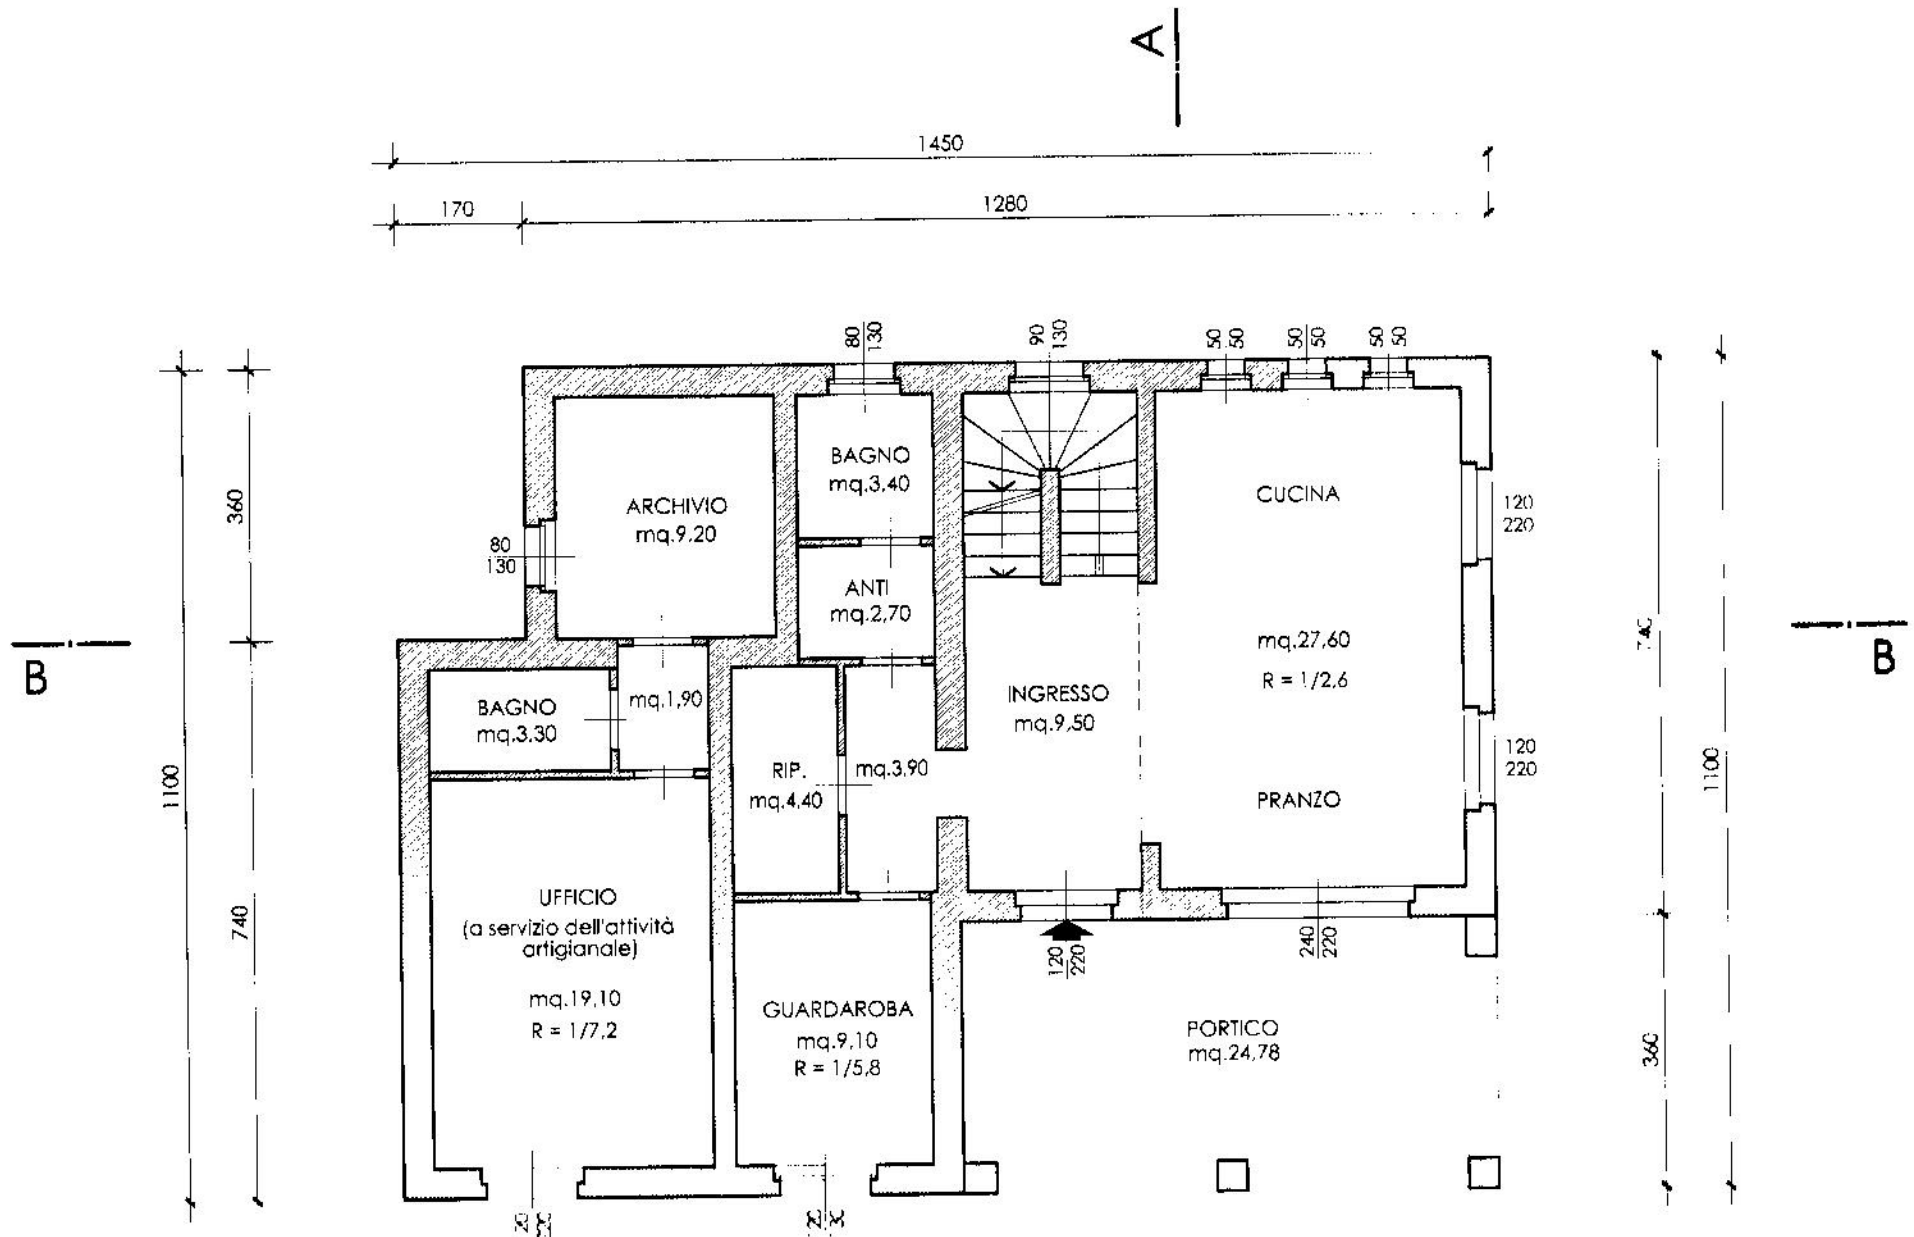 A
1450
170
1280
80
130
90
130
50
50
50
50
50
50
BAGNO
mq.3,40
CUCINA
ARCHIVIO
mq.9,20
120
220
360
80
130
ANTI
mq.2,70
B
mq.27,60
R = 1/2,6
740
B
BAGNO
mq.3,30
mq.1,90
INGRESSO
mq.9,50
1100
RIP.
mq.4,40
mq.3,90
120
220
1100
PRANZO
740
UFFICIO
(a servizio dell'attività
artigianale)
mq.19,10
R = 1/7,2
120
220
240
220
GUARDAROBA
mq.9,10
R = 1/5,8
PORTICO
mq.24,78
360